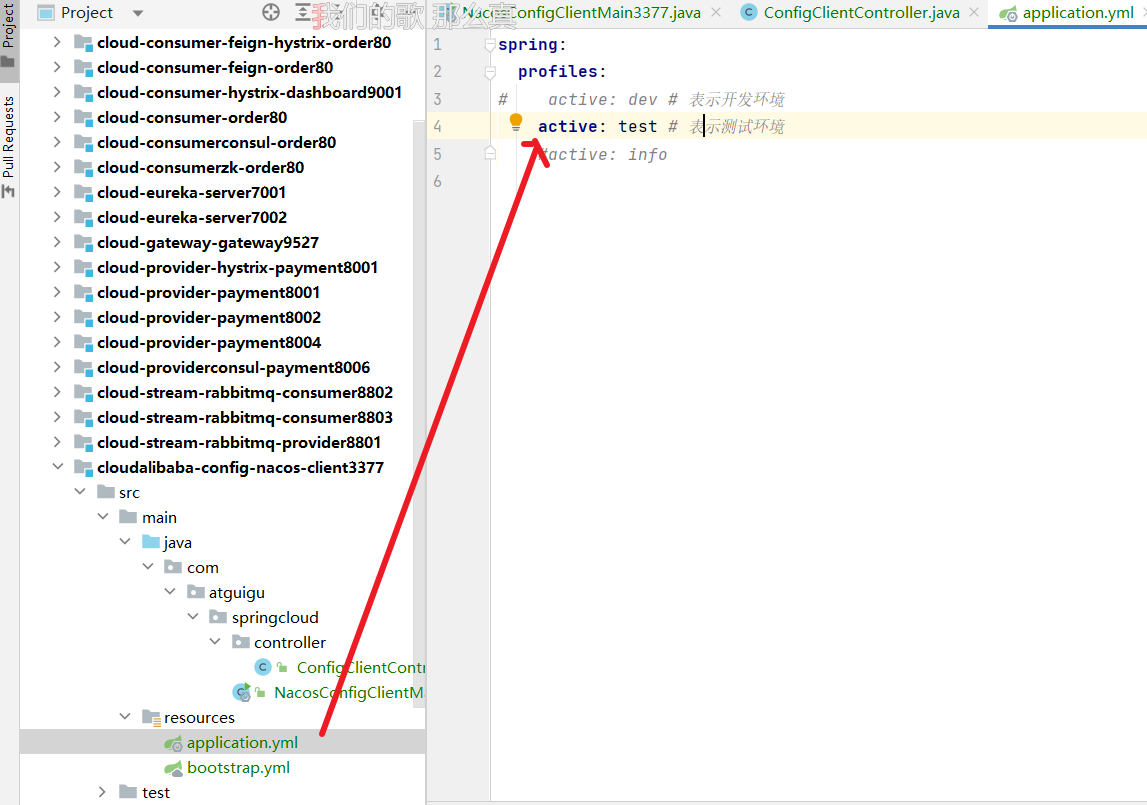 Project
Pull Requests
Project
我们的歌 那么真
NacosConfigClientMain3377.java
ConfigClientController.java
application.yml
cloud-consumer-feign-hystrix-order80
cloud-consumer-feign-order80
cloud-consumer-hystrix-dashboard9001
cloud-consumer-order80
cloud-consumerconsul-order80
cloud-consumerzk-order80
cloud-eureka-server7001
cloud-eureka-server7002
cloud-gateway-gateway9527
cloud-provider-hystrix-payment8001
cloud-provider-payment8001
cloud-provider-payment8002
cloud-provider-payment8004
cloud-providerconsul-payment8006
cloud-stream-rabbitmq-consumer8802
cloud-stream-rabbitmq-consumer8803
cloud-stream-rabbitmq-provider8801
cloudalibaba-config-nacos-client3377
src
main
java
com
atguigu
springcloud
controller
ConfigClientContr
NacosConfigClientMa
resources
application.yml
bootstrap.yml
test
1 spring:
2 profiles:
3 # active: dev # 表示开发环境
4 active: test # 表示测试环境
5 #active: info
6